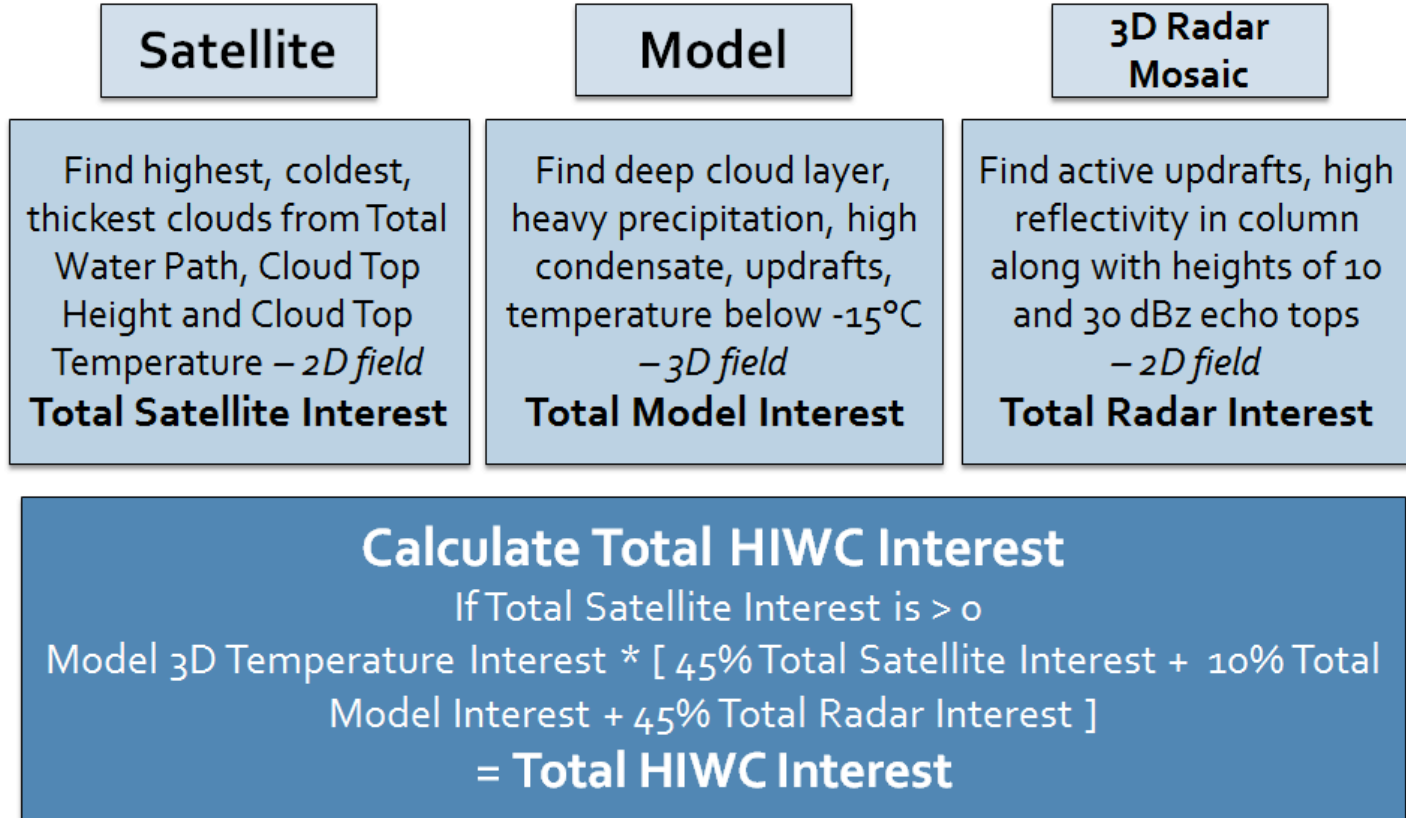 Satellite
Model
3D Radar
Mosaic
Find highest, coldest,
thickest clouds from Total
Water Path, Cloud Top
Height and Cloud Top
Temperature – 2D field
Total Satellite Interest
Find deep cloud layer,
heavy precipitation, high
condensate, updrafts,
temperature below -15°C
– 3D field
Total Model Interest
Find active updrafts, high
reflectivity in column
along with heights of 10
and 30 dBz echo tops
– 2D field
Total Radar Interest
Calculate Total HIWC Interest
If Total Satellite Interest is > 0
Model 3D Temperature Interest * [ 45% Total Satellite Interest + 10% Total
Model Interest + 45% Total Radar Interest ]
= Total HIWC Interest